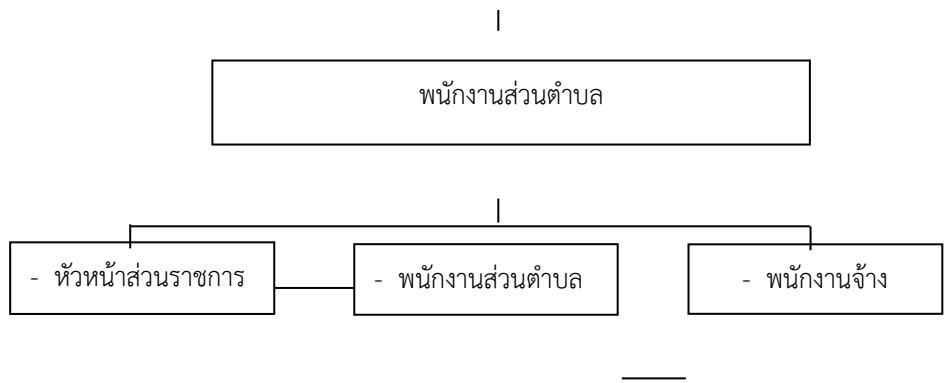 พนักงานส่วนตำบล
- หัวหน้าส่วนราชการ
- พนักงานส่วนตำบล
- พนักงานจ้าง